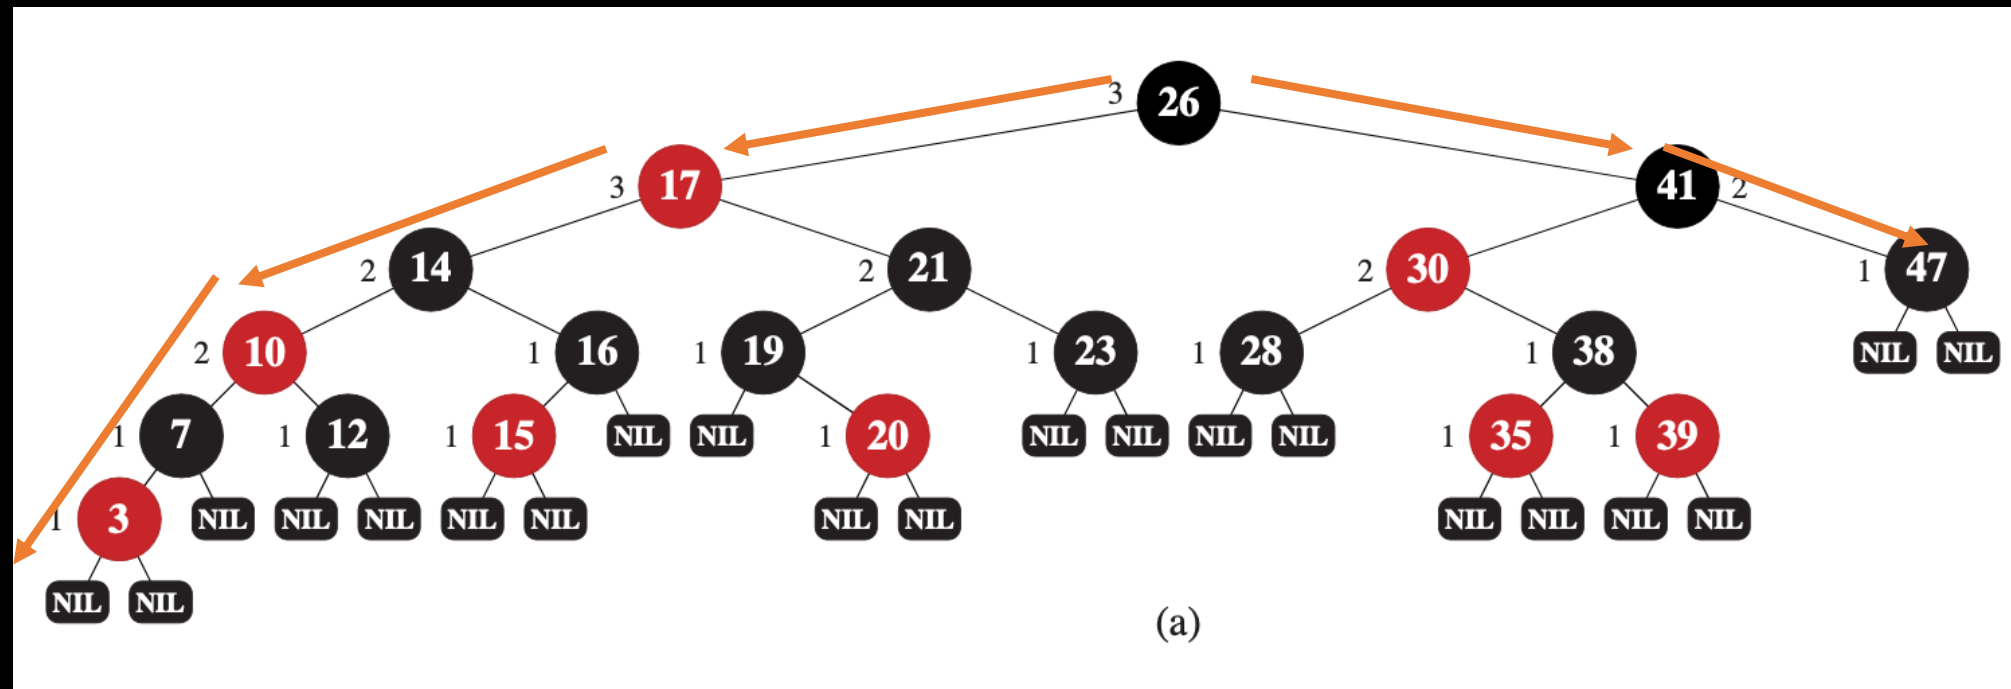 3 26
3 17 41 2
2 14 2 21 2 30 1 47
2 10 1 16 1 19 1 23 1 28 1 38 NIL NIL
1 7 1 12 1 15 NIL NIL 1 20 NIL NIL NIL NIL 1 35 1 39
1 3 NIL NIL NIL NIL NIL NIL NIL NIL NIL NIL NIL
NIL NIL
(a)